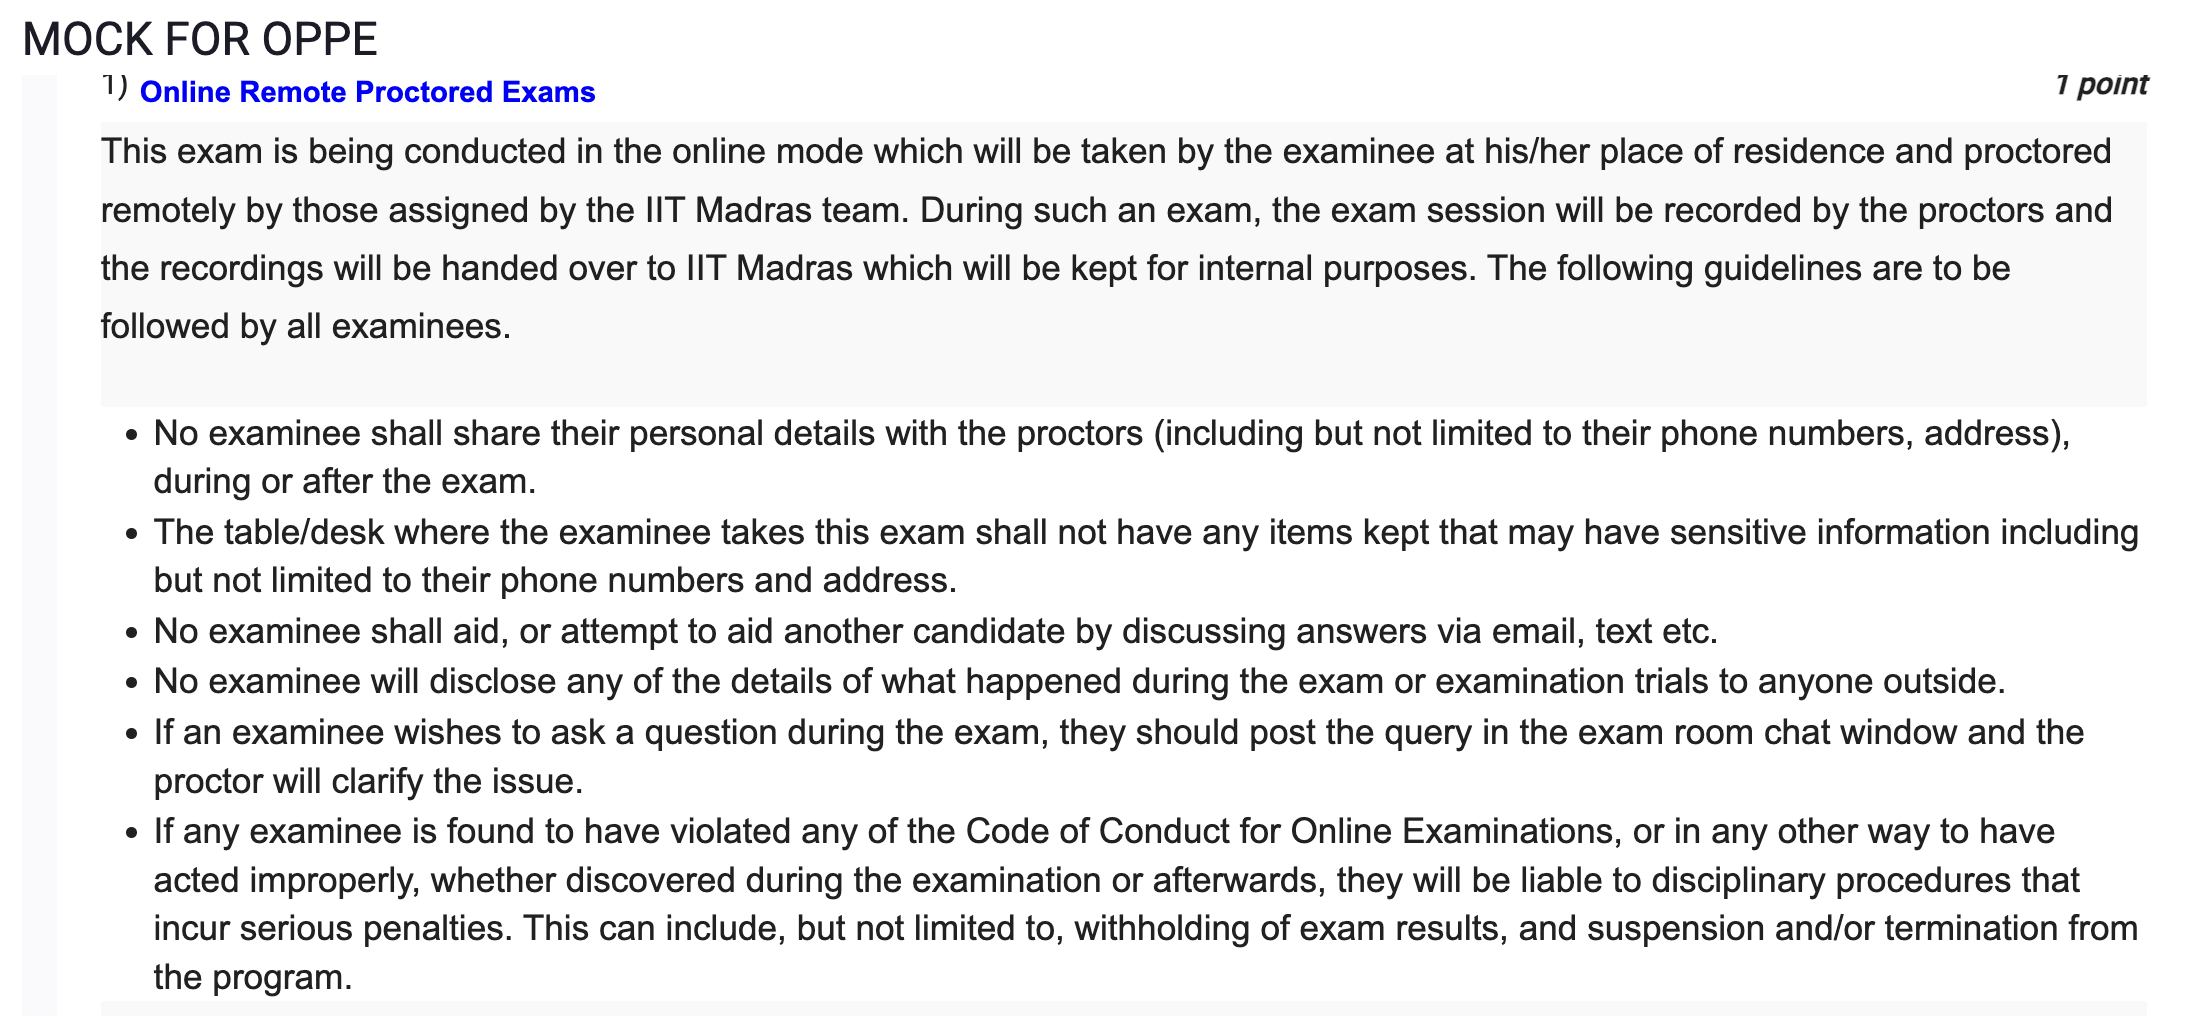 MOCK FOR OPPE
1) Online Remote Proctored Exams 1 point
This exam is being conducted in the online mode which will be taken by the examinee at his/her place of residence and proctored
remotely by those assigned by the IIT Madras team. During such an exam, the exam session will be recorded by the proctors and
the recordings will be handed over to IIT Madras which will be kept for internal purposes. The following guidelines are to be
followed by all examinees.
• No examinee shall share their personal details with the proctors (including but not limited to their phone numbers, address),
during or after the exam.
• The table/desk where the examinee takes this exam shall not have any items kept that may have sensitive information including
but not limited to their phone numbers and address.
• No examinee shall aid, or attempt to aid another candidate by discussing answers via email, text etc.
• No examinee will disclose any of the details of what happened during the exam or examination trials to anyone outside.
• If an examinee wishes to ask a question during the exam, they should post the query in the exam room chat window and the
proctor will clarify the issue.
• If any examinee is found to have violated any of the Code of Conduct for Online Examinations, or in any other way to have
acted improperly, whether discovered during the examination or afterwards, they will be liable to disciplinary procedures that
incur serious penalties. This can include, but not limited to, withholding of exam results, and suspension and/or termination from
the program.